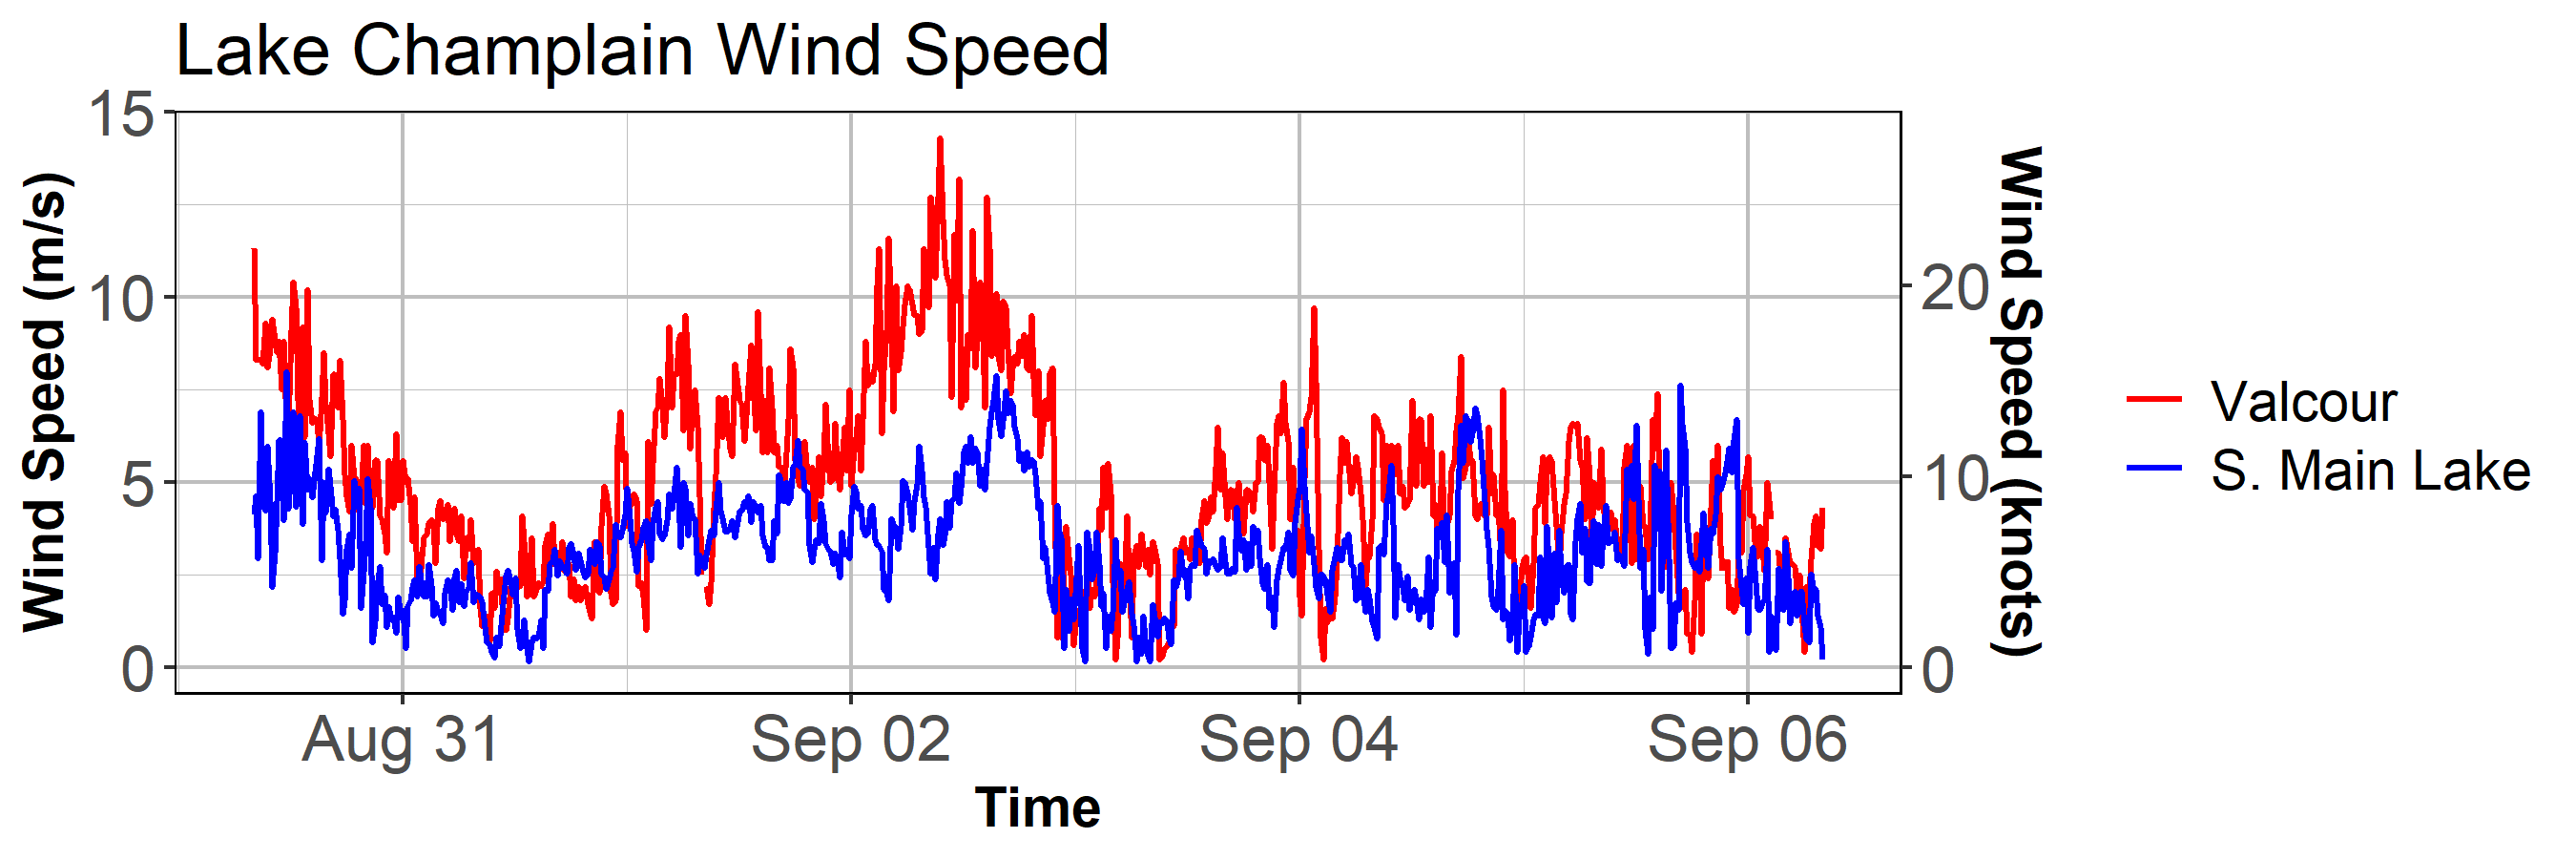 Lake Champlain Wind Speed
Wind Speed (m/s)
15
10
5
0
Aug 31
Sep 02
Sep 04
Sep 06
Time
20
10
0
Wind Speed (knots)
Valcour
S. Main Lake